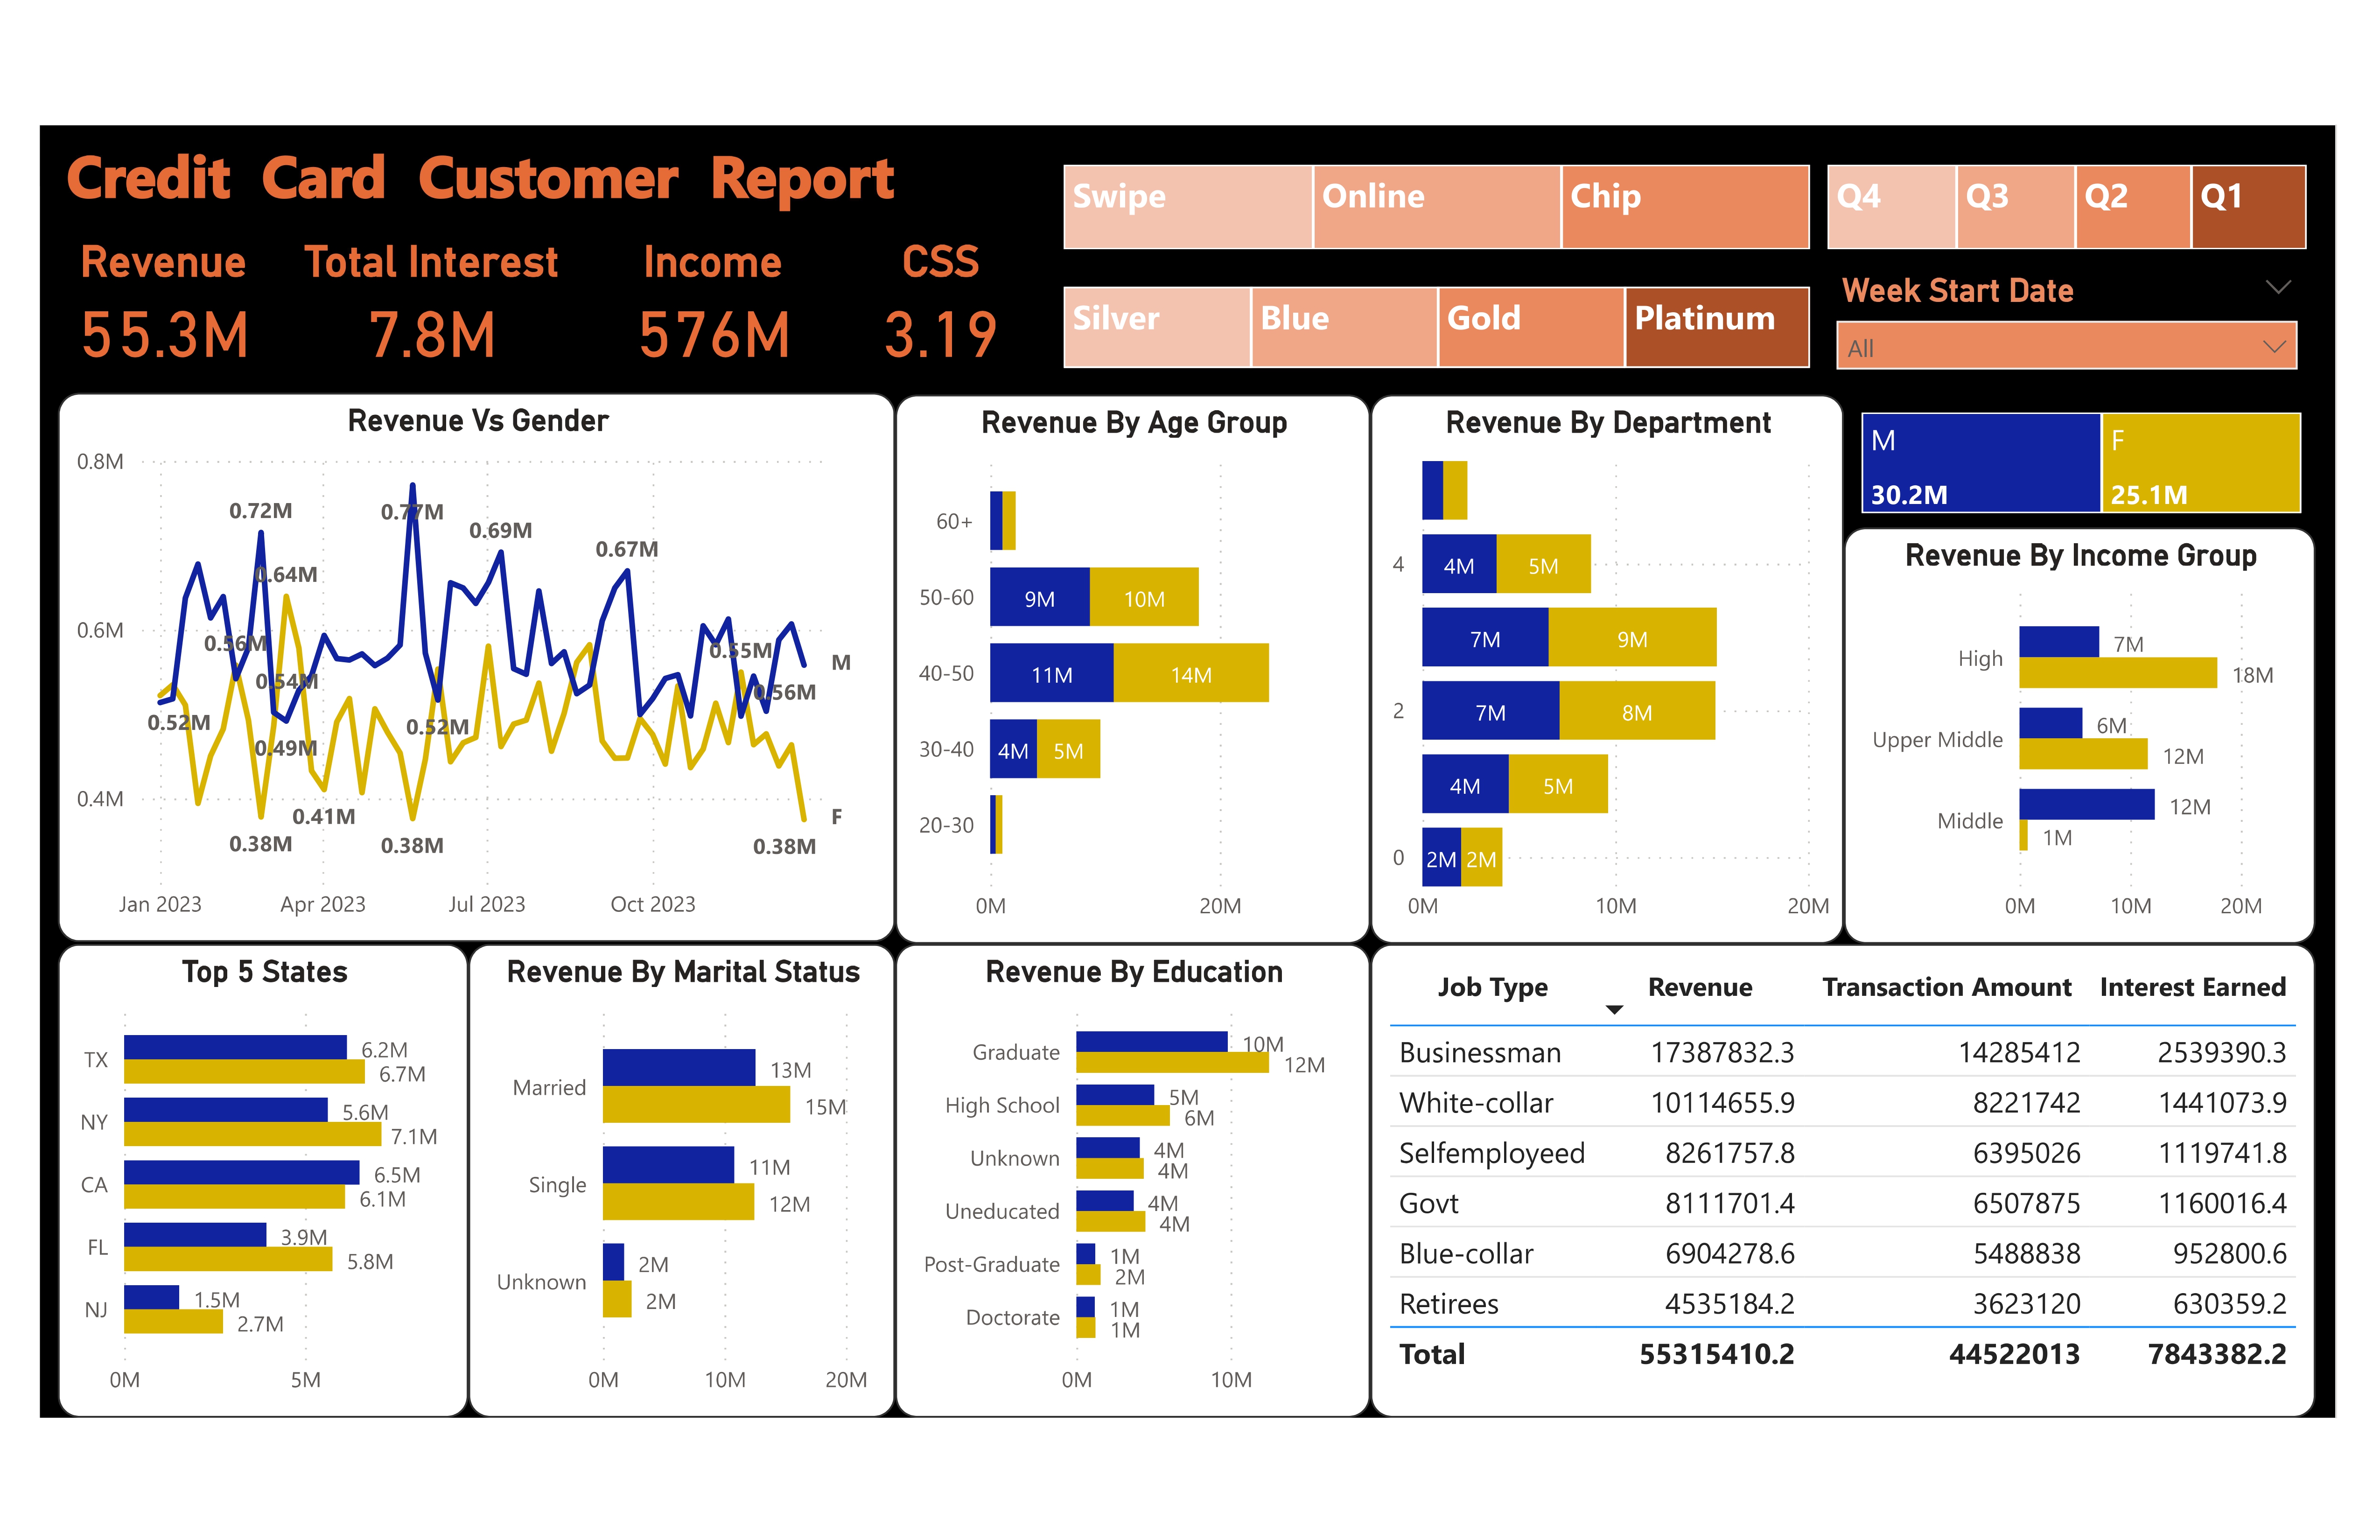 Credit Card Customer Report
Revenue Total Interest Income CSS
55.3M 7.8M 576M 3.19
Swipe Online Chip
Silver Blue Gold Platinum
Q4 Q3 Q2 Q1
Week Start Date
All
M F
30.2M 25.1M
Revenue Vs Gender
0.8M
0.6M
0.4M
0.72M
0.77M
0.69M
0.67M
0.64M
0.56M
0.54M
0.52M
0.49M
0.52M
0.55M
0.56M
0.41M
0.38M
0.38M
0.38M
M
F
Jan 2023 Apr 2023 Jul 2023 Oct 2023
Revenue By Age Group
60+
50-60 9M 10M
40-50 11M 14M
30-40 4M 5M
20-30
0M 20M
Revenue By Department
4 4M 5M
7M 9M
2 7M 8M
4M 5M
0 2M 2M
0M 10M 20M
Revenue By Income Group
High 7M
18M
Upper Middle 6M
12M
Middle 12M
1M
0M 10M 20M
Top 5 States
TX 6.2M
6.7M
NY 5.6M
7.1M
CA 6.5M
6.1M
FL 3.9M
5.8M
NJ 1.5M
2.7M
0M 5M
Revenue By Marital Status
Married 13M
15M
Single 11M
12M
Unknown 2M
2M
0M 10M 20M
Revenue By Education
Graduate 10M
12M
High School 5M
6M
Unknown 4M
4M
Uneducated 4M
4M
Post-Graduate 1M
2M
Doctorate 1M
1M
0M 10M
Job Type Revenue Transaction Amount Interest Earned
Businessman 17387832.3 14285412 2539390.3
White-collar 10114655.9 8221742 1441073.9
Selfemployeed 8261757.8 6395026 1119741.8
Govt 8111701.4 6507875 1160016.4
Blue-collar 6904278.6 5488838 952800.6
Retirees 4535184.2 3623120 630359.2
Total 55315410.2 44522013 7843382.2